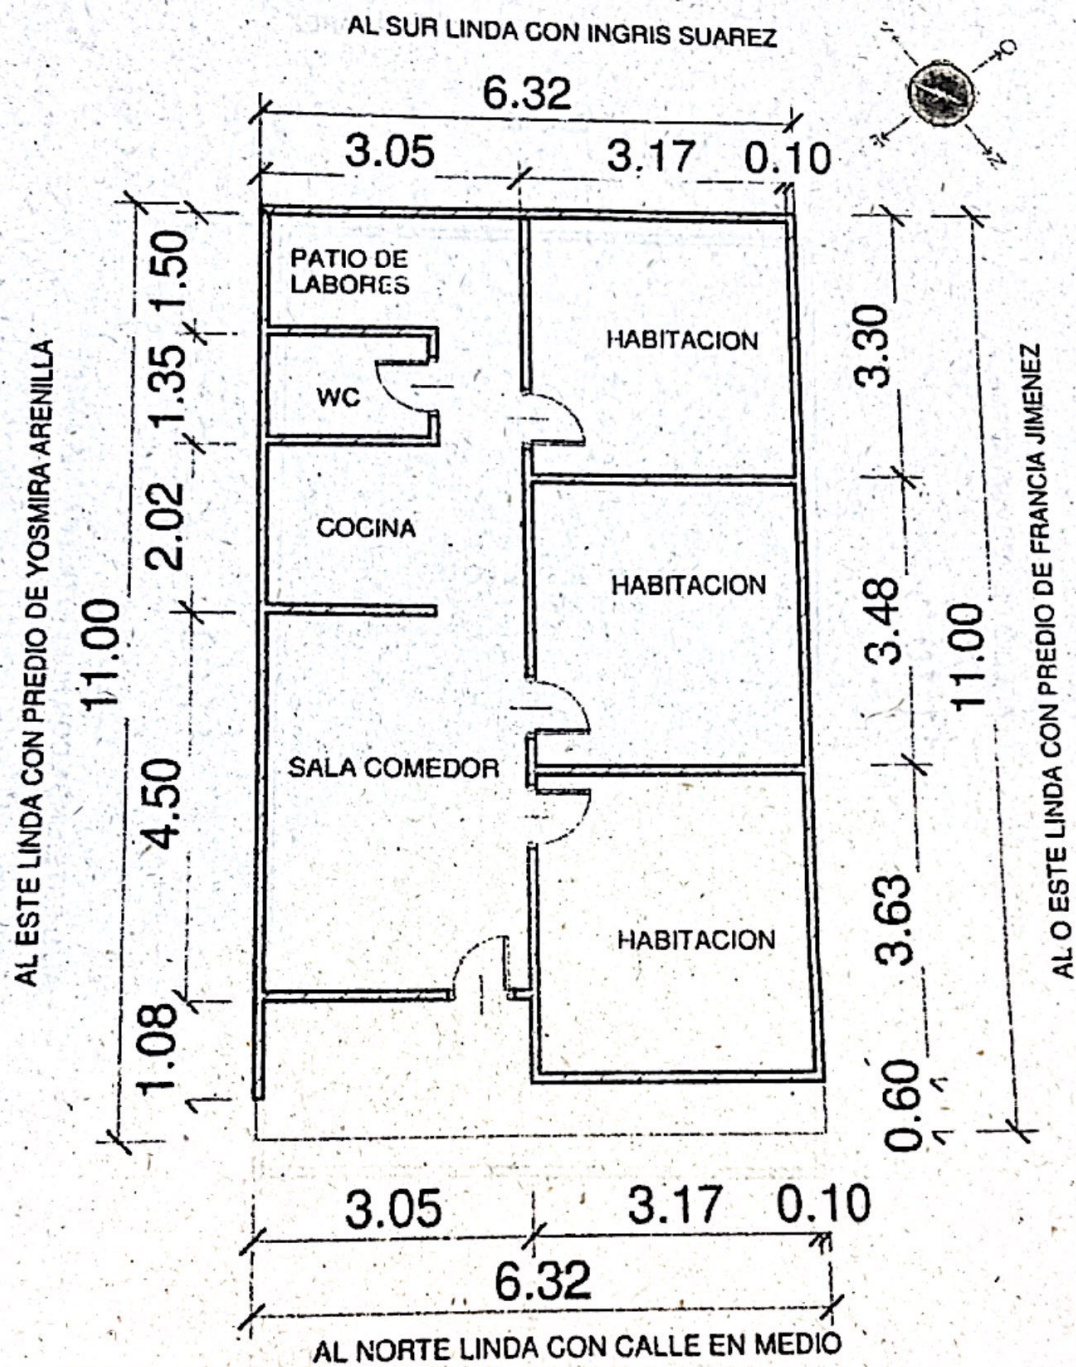 AL SUR LINDA CON INGRIS SUAREZ
S
O
E
N
6.32
3.05
3.17
0.10
1.50
1.35
2.02
4.50
1.08
11.00
AL ESTE LINDA CON PREDIO DE YOSMIRA ARENILLA
PATIO DE
LABORES
HABITACION
WC
COCINA
HABITACION
SALA COMEDOR
HABITACION
3.30
3.48
3.63
0.60
11.00
AL O ESTE LINDA CON PREDIO DE FRANCIA JIMENEZ
3.05
3.17
0.10
6.32
AL NORTE LINDA CON CALLE EN MEDIO